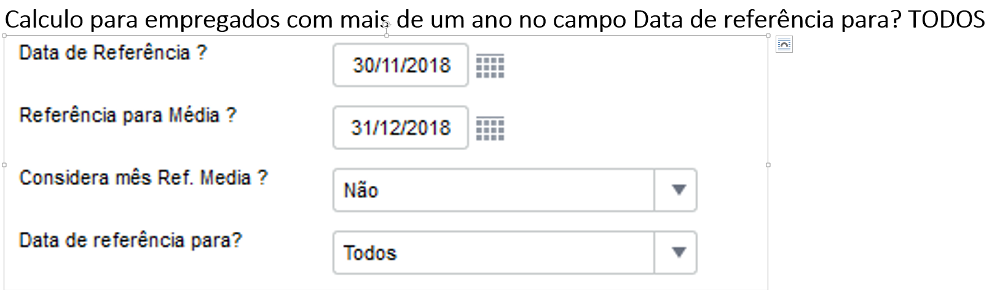 Calculo para empregados com mais de um ano no campo Data de referência para? TODOS
Data de Referência ?
30/11/2018
Referência para Média ?
31/12/2018
Considera mês Ref. Media ?
Não
Data de referência para?
Todos